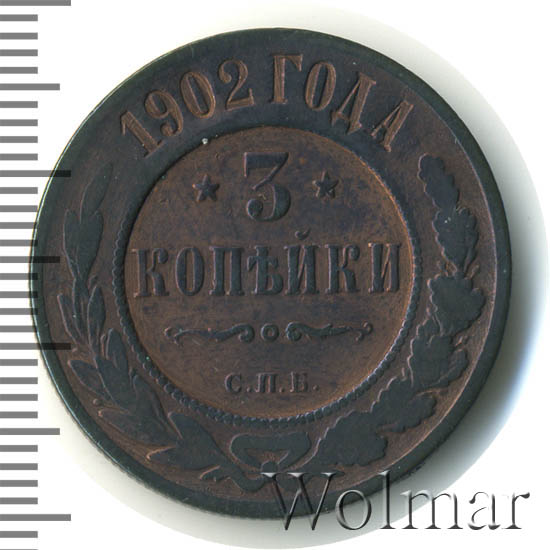 1902 ГОДА
3
КОПѢЙКИ
С.П.Б.
Wolmar